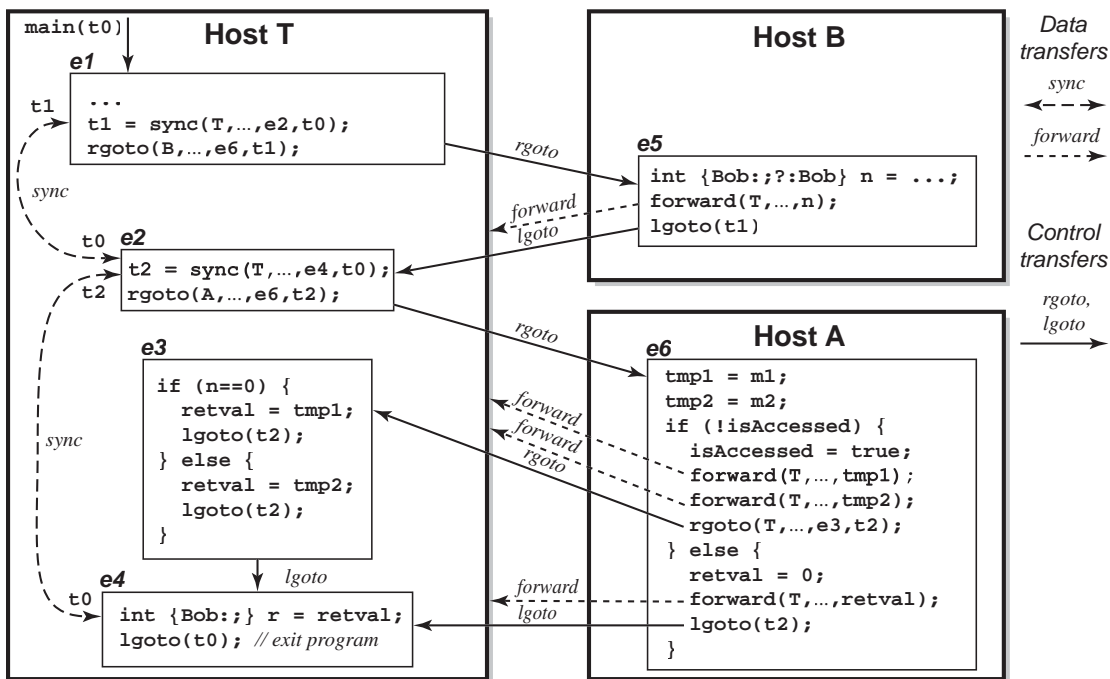 main(t0)
Host T
e1
...
t1 = sync(T,…,e2,t0);
rgoto(B,…,e6,t1);
t1
sync
t0
t2
e2
t2 = sync(T,…,e4,t0);
rgoto(A,…,e6,t2);
e3
if (n==0) {
retval = tmp1;
lgoto(t2);
} else {
retval = tmp2;
lgoto(t2);
}
sync
lgoto
t0
e4
int {Bob:;} r = retval;
lgoto(t0); // exit program
rgoto
forward
lgoto
rgoto
forward
forward
rgoto
forward
lgoto
Host B
e5
int {Bob:;?:Bob} n = ...;
forward(T,…,n);
lgoto(t1)
Host A
e6
tmp1 = m1;
tmp2 = m2;
if (!isAccessed) {
isAccessed = true;
forward(T,…,tmp1);
forward(T,…,tmp2);
rgoto(T,…,e3,t2);
} else {
retval = 0;
forward(T,…,retval);
lgoto(t2);
}
Data
transfers
sync
forward
Control
transfers
rgoto,
lgoto